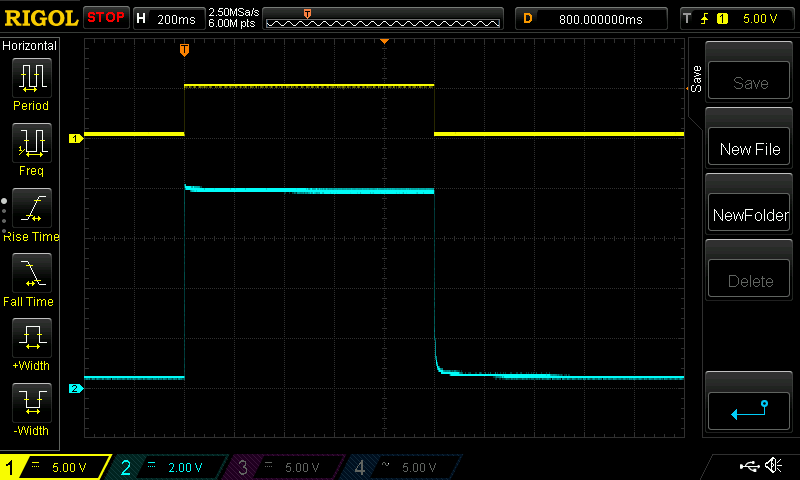 RIGOL STOP H 200ms 2.50MSa/s 6.00M pts D 800.000000ms T 1 5.00 V
Horizontal
Period
Freq
Rise Time
Fall Time
+Width
-Width
T
T
1
2
Save
Save
New File
NewFolder
Delete
1 = 5.00 V 2 = 2.00 V 3 = 5.00 V 4 ~ 5.00 V